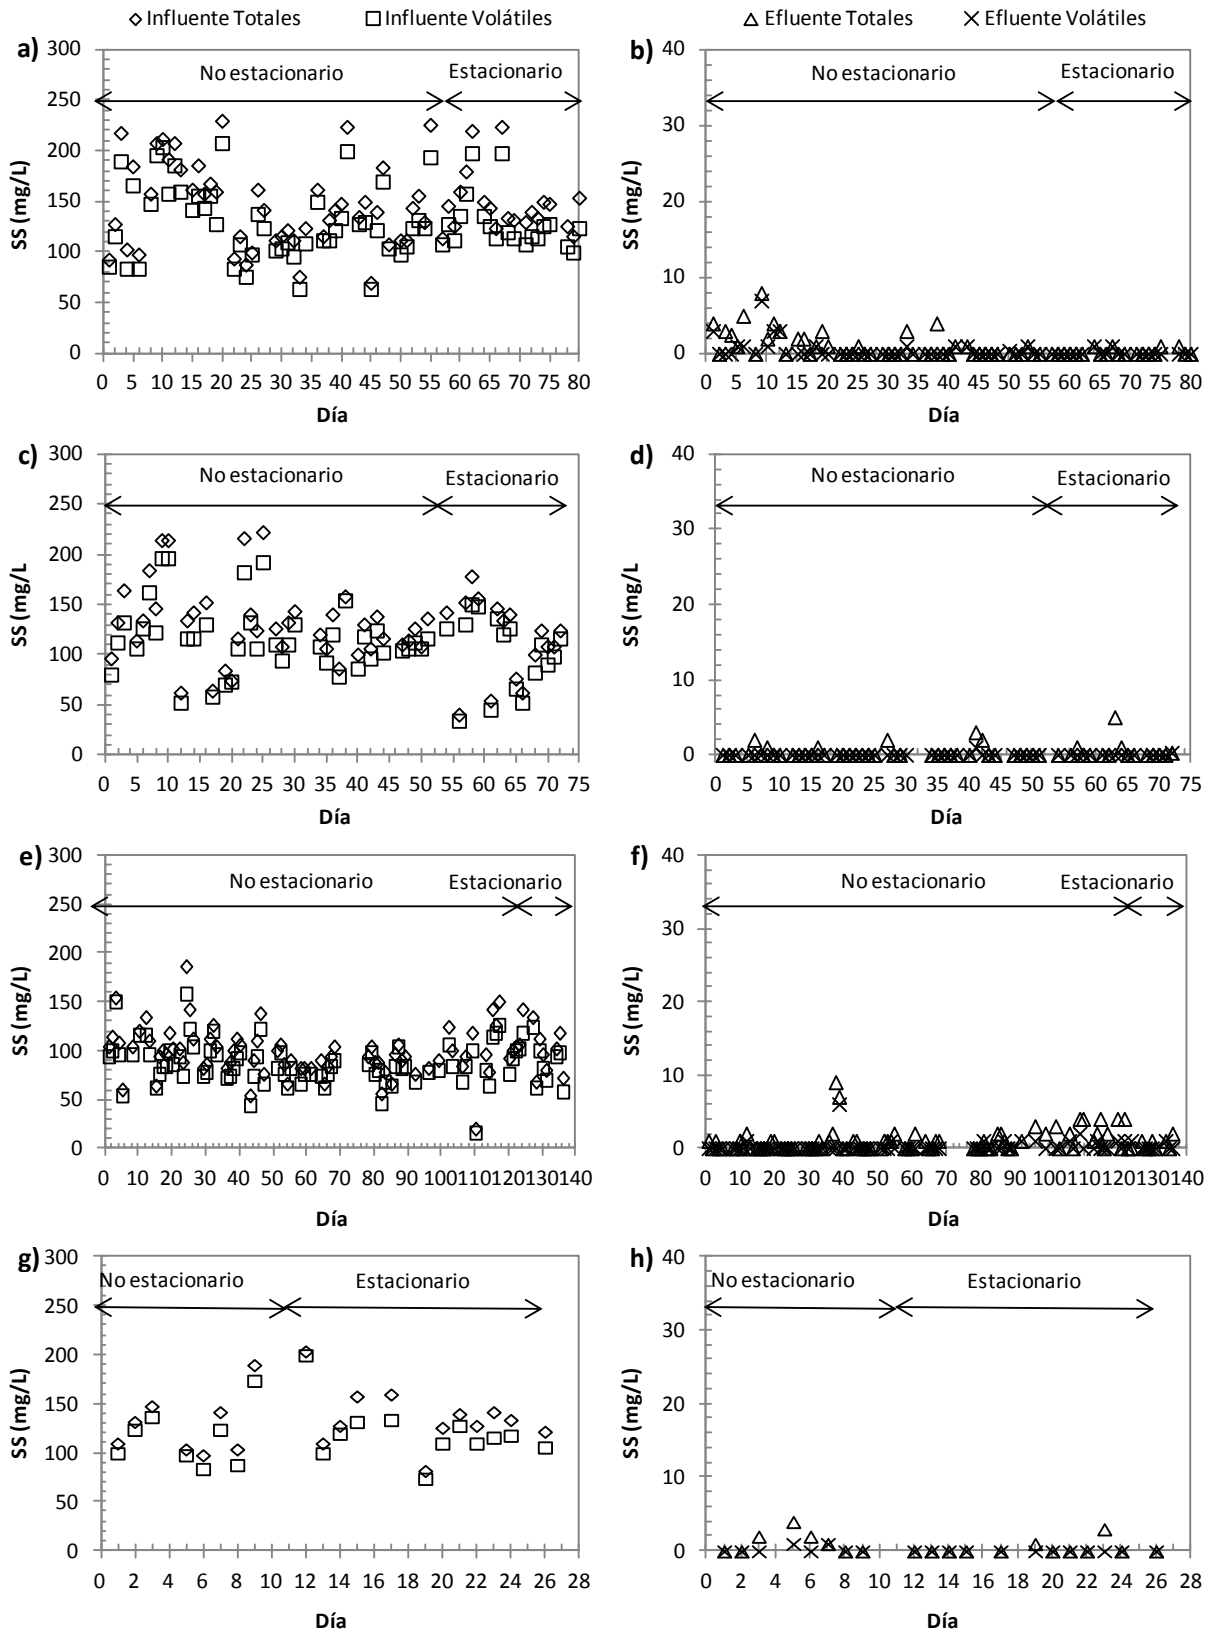 Influente Totales Influente Volátiles Efluente Totales Efluente Volátiles
a) b)
SS (mg/L)
300
250
200
150
100
50
0
No estacionario Estacionario
0 5 10 15 20 25 30 35 40 45 50 55 60 65 70 75 80
Día
SS (mg/L)
40
30
20
10
0
No estacionario Estacionario
0 5 10 15 20 25 30 35 40 45 50 55 60 65 70 75 80
Día
c) d)
SS (mg/L
300
250
200
150
100
50
0
No estacionario Estacionario
0 10 20 30 40 50 60 70 75
Día
SS (mg/L
40
30
20
10
0
No estacionario Estacionario
0 5 10 15 20 25 30 35 40 45 50 55 60 65 70 75
Día
e) f)
SS (mg/L)
300
250
200
150
100
50
0
No estacionario Estacionario
0 10 20 30 40 50 60 70 80 90 100 110 120 130 140
Día
SS (mg/L)
40
30
20
10
0
No estacionario Estacionario
0 10 20 30 40 50 60 70 80 90 100 110 120 130 140
Día
g) h)
SS (mg/L)
300
250
200
150
100
50
0
No estacionario Estacionario
0 2 4 6 8 10 12 14 16 18 20 22 24 26 28
Día
SS (mg/L)
40
30
20
10
0
No estacionario Estacionario
0 2 4 6 8 10 12 14 16 18 20 22 24 26 28
Día